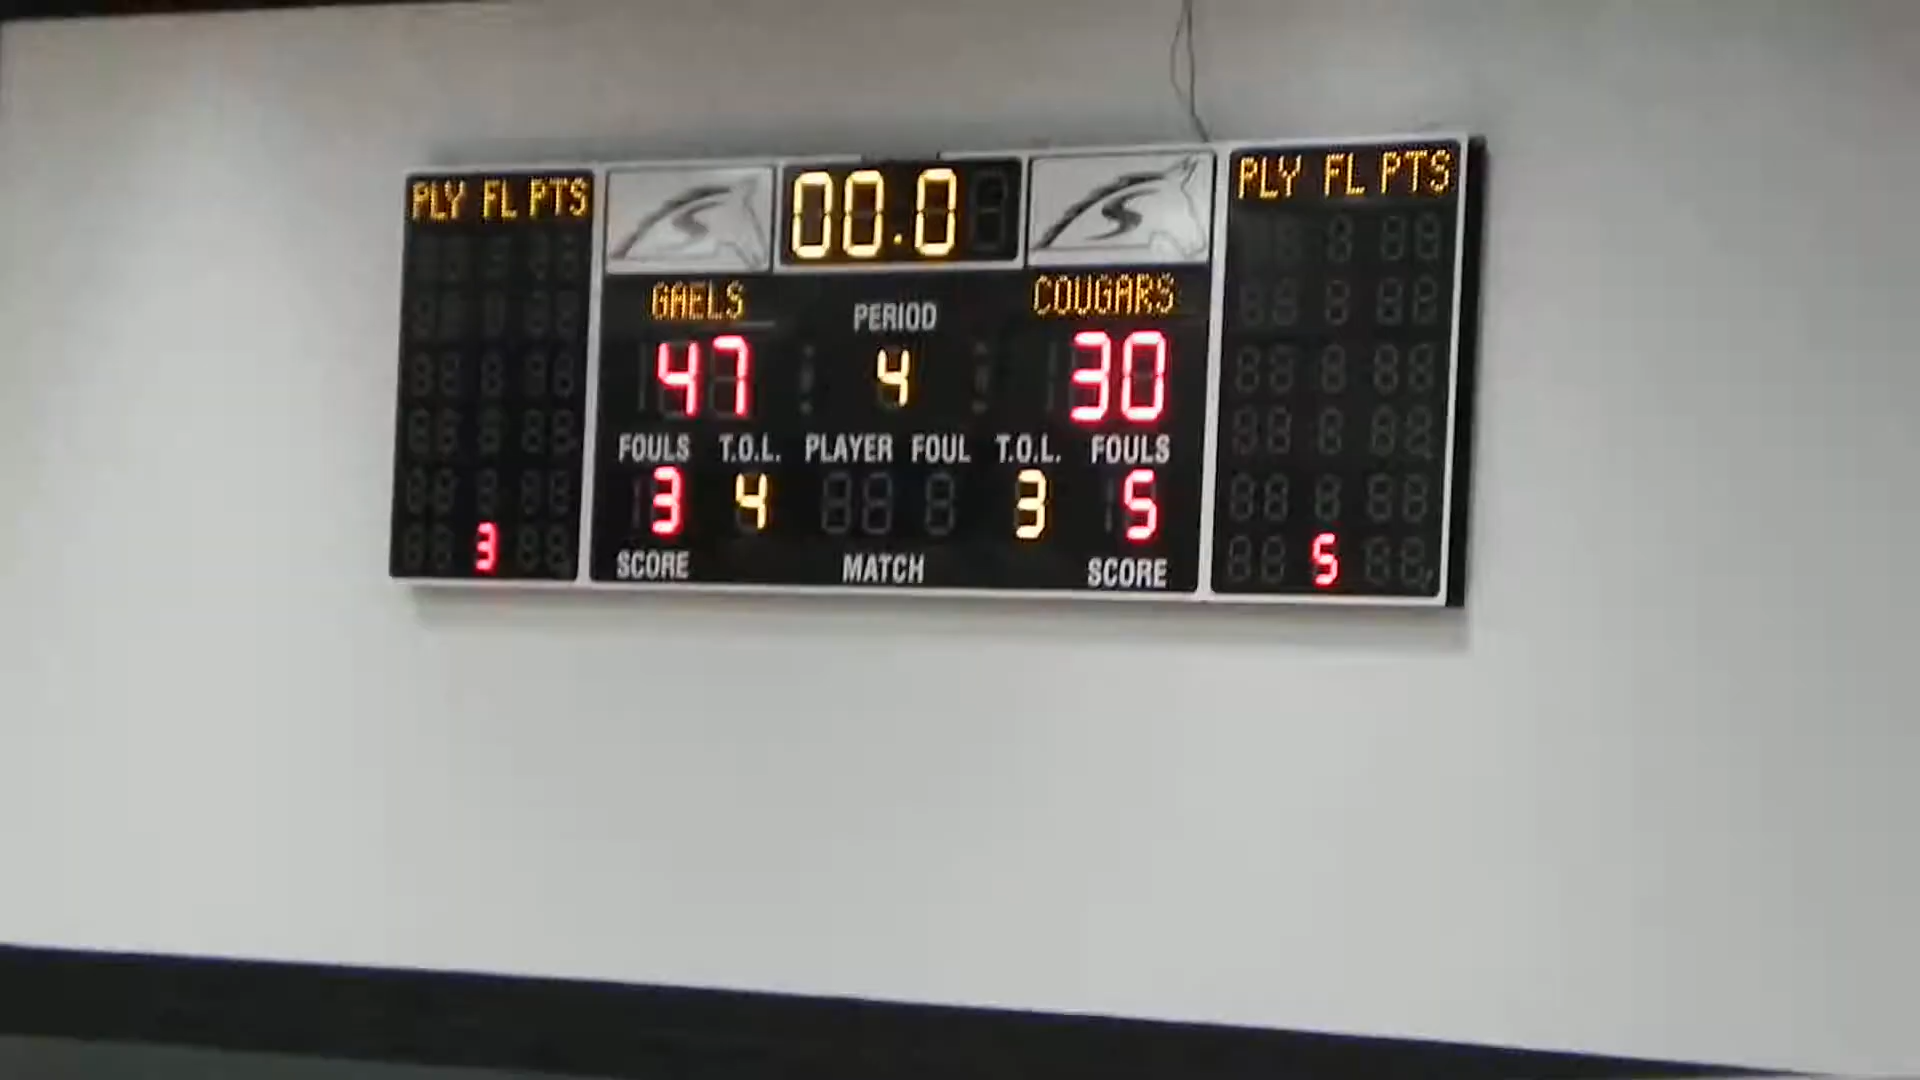 PLY FL PTS
00.0
PLY FL PTS
GAELS
PERIOD
COUGARS
47
4
30
FOULS T.O.L. PLAYER FOUL T.O.L. FOULS
3 4 3 5
3
5
SCORE MATCH SCORE